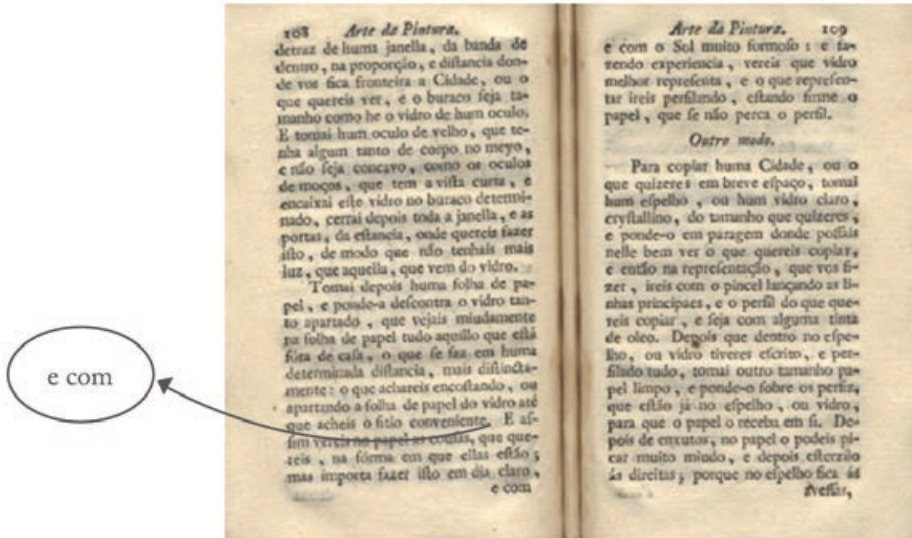 e com
108 Arte da Pintura.
detraz de huma janella, da banda de
dentro, na proporção, e diſtancia don-
de vos fica fronteira a Cidade, ou o
que quereis ver, e o buraco ſeja ta-
manho como he o vidro de hum oculo,
E tomai hum oculo de velho, que te-
nha algum tanto de corpo no meyo,
e não ſeja concavo, como os oculos
de moços, que tem a viſta curta, e
encaixai eſte vidro no buraco determi-
nado, cerrai depois toda a janella, e as
portas, da eſtancia, onde quereis fazer
iſto, de modo que não tenhais mais
luz, que aquella, que vem do vidro.
Tomai depois huma folha de pa-
pel, e ponde-a defcontra o vidro tan-
to apartado, que vejais miudamente
na folha de papel tudo aquillo que eſtá
fóra de caſa, o que ſe faz em huma
determinada diſtancia, mais diſtincta-
mente: o que achareis encoſtando, ou
apartando a folha de papel do vidro até
que acheis o ſitio conveniente. E aſ-
ſim vereis no papel as couſas, que que-
reis, na fórma em que ellas eſtão;
mas importa fazer iſto em dia claro,
e com
Arte da Pintura. 109
e com o Sol muito formoſo: e fa-
zendo experiencia, vereis que vidro
melhor repreſenta, e o que repreſen-
tar ireis perfilando, eſtando firme o
papel, que ſe não perca o perfil.
Outro modo.
Para copiar huma Cidade, ou o
que quizeres em breve eſpaço, tomai
hum eſpelho, ou hum vidro claro,
cryſtallino, do tamanho que quizeres,
e ponde-o em paragem donde poſſais
nelle bem ver o que quereis copiar,
e então na repreſentação, que vos fi-
zer, ireis com o pincel lançando as li-
nhas principaes, e o perfil do que que-
reis copiar, e ſeja com alguma tinta
de oleo. Depois que dentro no eſpe-
lho, ou vidro tiveres eſcrito, e per-
filado tudo, tomai outro tamanho pa-
pel limpo, e ponde-o ſobre os perfiz,
que eſtão já no eſpelho, ou vidro,
para que o papel o receba em ſi. De-
pois de enxutos, no papel o podeis pi-
car muito miudo, e depois eſterzilo
ás direitas; porque no eſpelho fica ás
aveſſas,